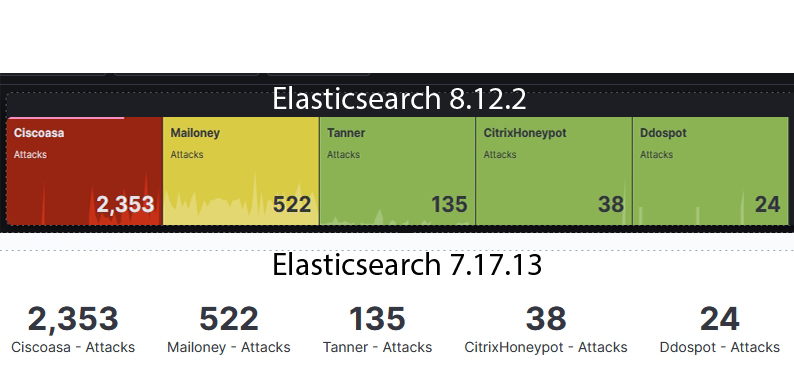 Elasticsearch 8.12.2
Ciscoasa Mailoney Tanner CitrixHoneypot Ddospot
Attacks Attacks Attacks Attacks Attacks
2,353 522 135 38 24
Elasticsearch 7.17.13
2,353 522 135 38 24
Ciscoasa - Attacks Mailoney - Attacks Tanner - Attacks CitrixHoneypot - Attacks Ddospot - Attacks